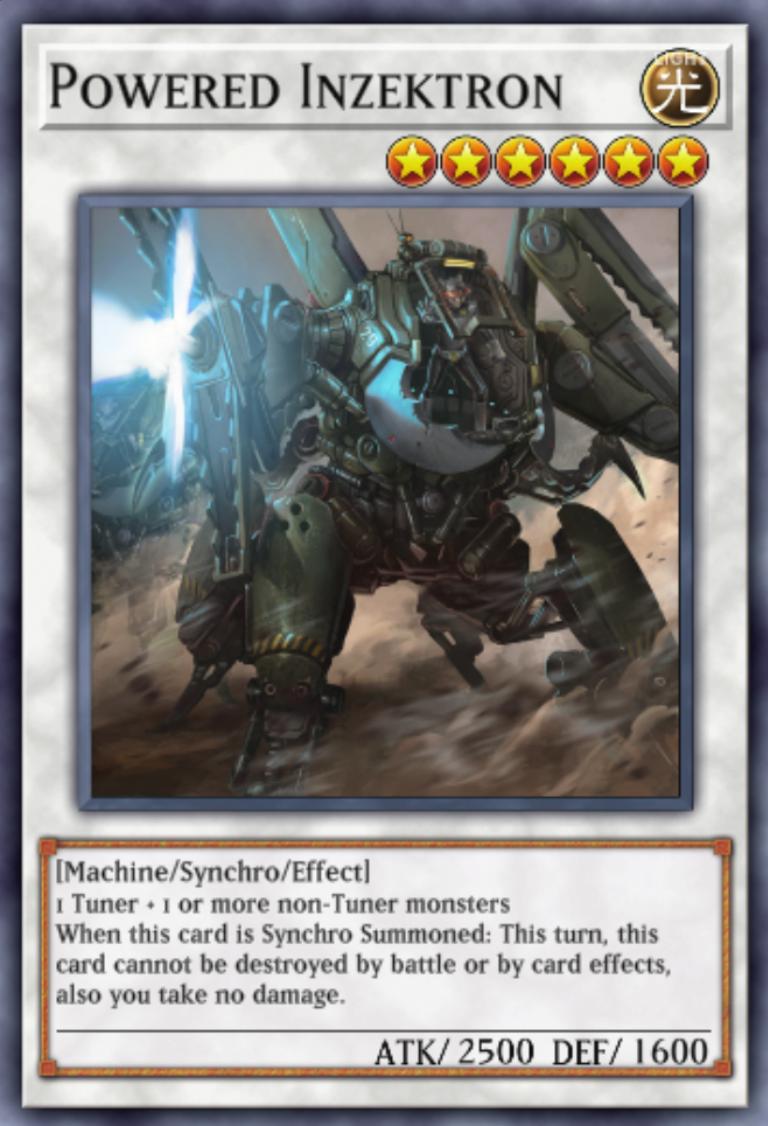 Powered Inzektron
LIGHT
光
79
[Machine/Synchro/Effect]
1 Tuner + 1 or more non-Tuner monsters
When this card is Synchro Summoned: This turn, this
card cannot be destroyed by battle or by card effects,
also you take no damage.
ATK/ 2500 DEF/ 1600